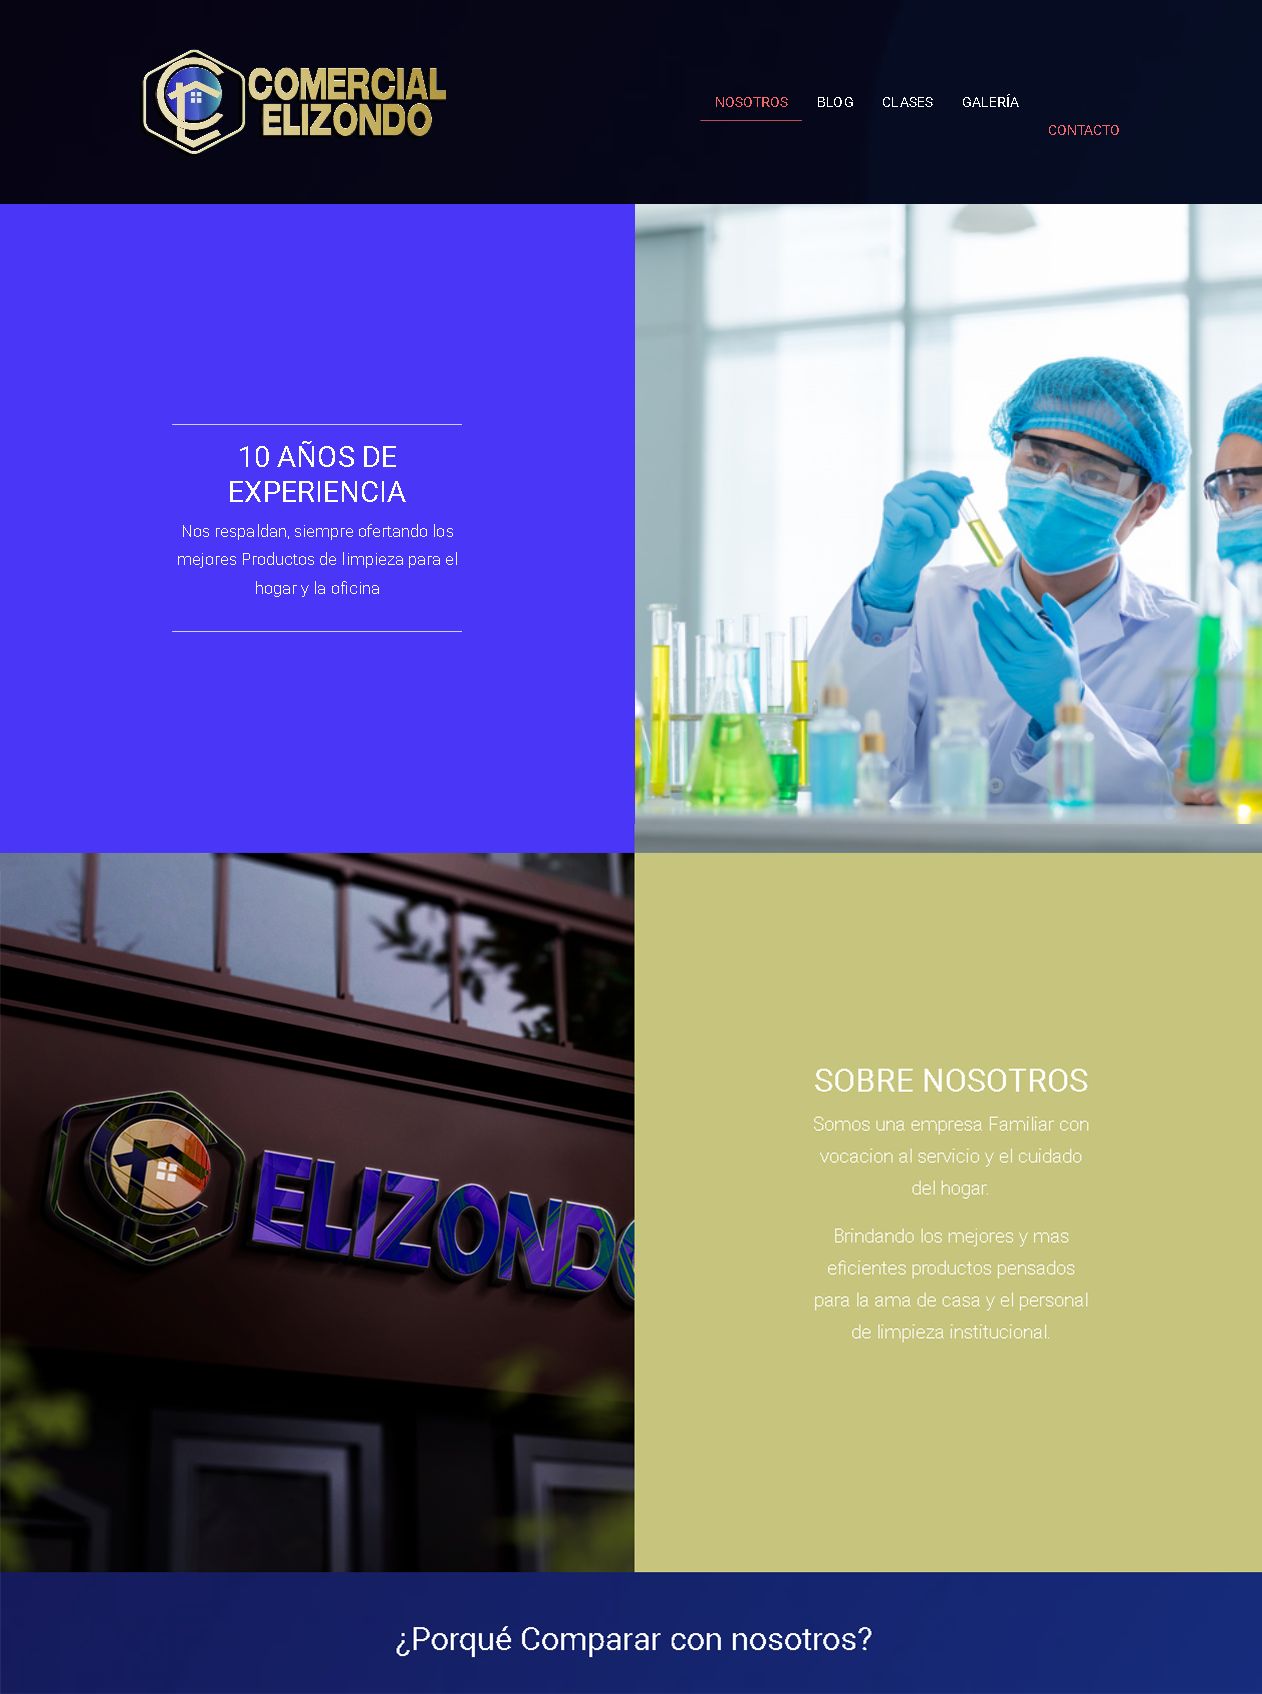 COMERCIAL
ELIZONDO
NOSOTROS
BLOG
CLASES
GALERÍA
CONTACTO
10 AÑOS DE
EXPERIENCIA
Nos respaldan, siempre ofertando los
mejores Productos de limpieza para el
hogar y la oficina
ELIZONDO
SOBRE NOSOTROS
Somos una empresa Familiar con
vocacion al servicio y el cuidado
del hogar.
Brindando los mejores y mas
eficientes productos pensados
para la ama de casa y el personal
de limpieza institucional.
¿Porqué Comparar con nosotros?